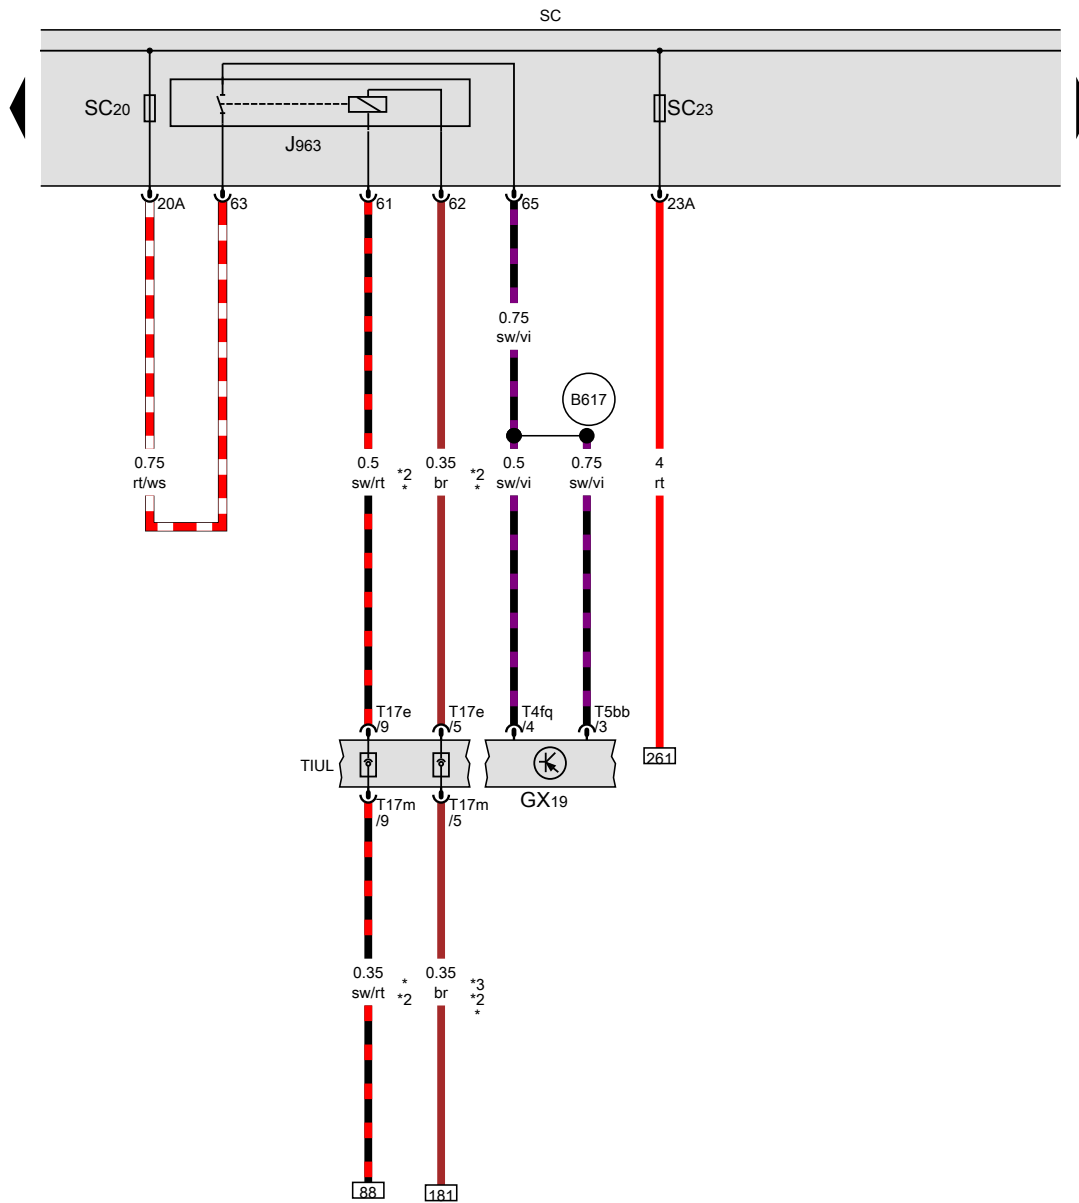 SC
SC20
J963
SC23
20A
63
61
62
65
23A
0.75
sw/vi
B617
0.75
rt/ws
0.5
sw/rt
*2
*
0.35
br
*2
*
0.5
sw/vi
0.75
sw/vi
4
rt
T17e
/9
T17e
/5
T4fq
/4
T5bb
/3
TIUL
GX19
261
T17m
/9
T17m
/5
0.35
sw/rt
*
*2
0.35
br
*3
*2
*
88
181